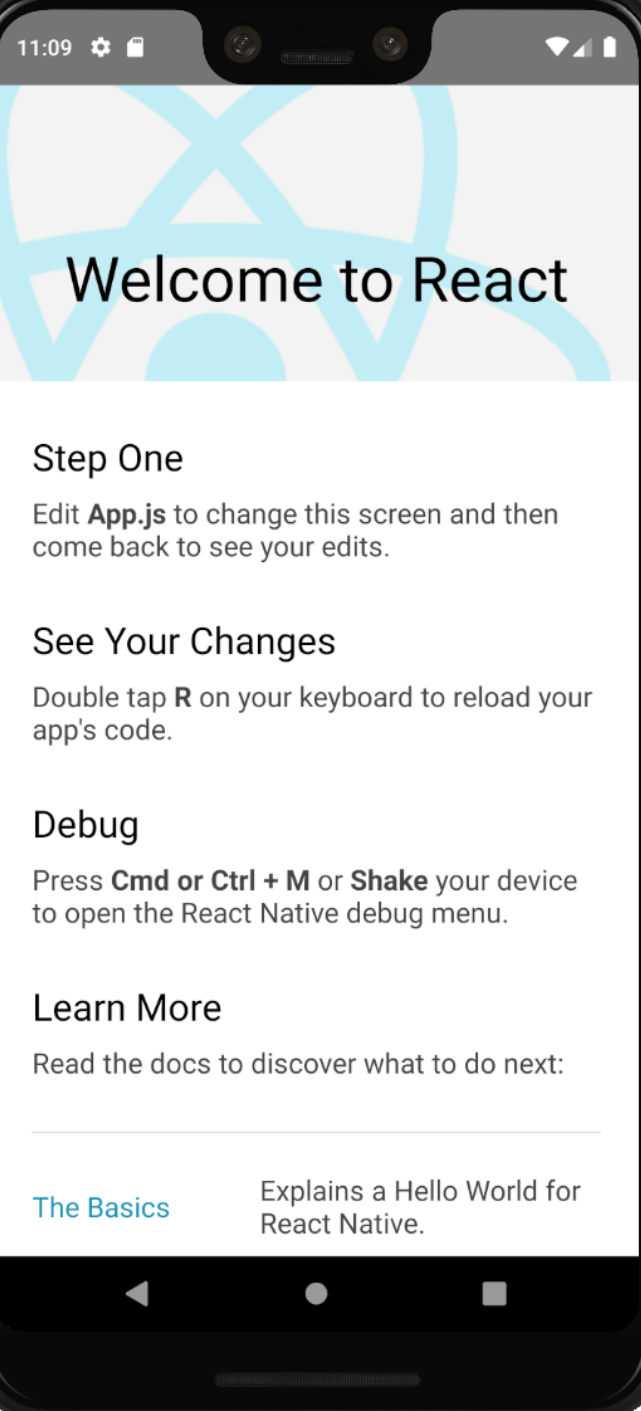 11:09
Welcome to React
Step One
Edit App.js to change this screen and then
come back to see your edits.
See Your Changes
Double tap R on your keyboard to reload your
app's code.
Debug
Press Cmd or Ctrl + M or Shake your device
to open the React Native debug menu.
Learn More
Read the docs to discover what to do next:
The Basics
Explains a Hello World for
React Native.